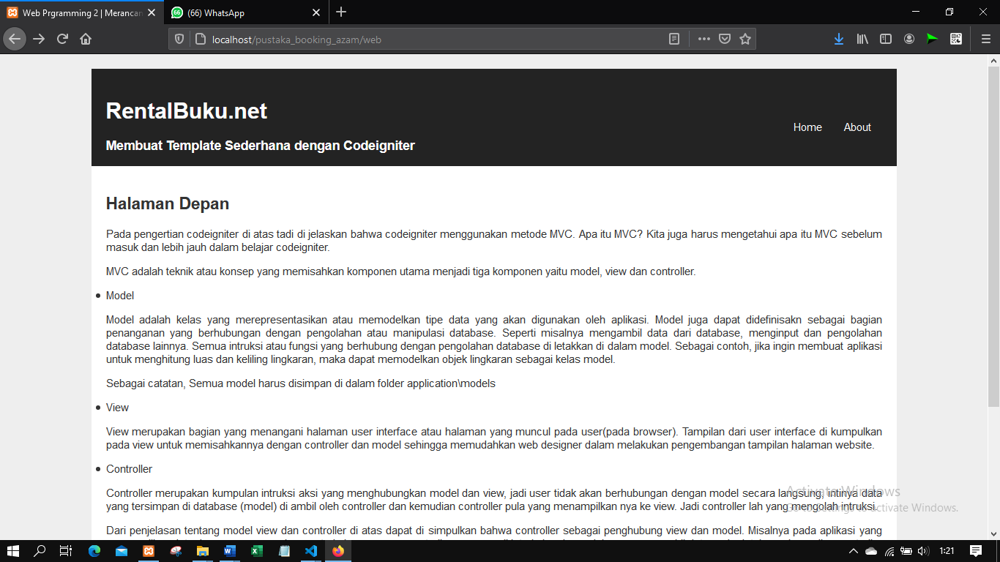 Web Prgramming 2 | Merancan
(66) WhatsApp
localhost/pustaka_booking_azam/web
RentalBuku.net
Membuat Template Sederhana dengan Codeigniter
Home
About
Halaman Depan
Pada pengertian codeigniter di atas tadi di jelaskan bahwa codeigniter menggunakan metode MVC. Apa itu MVC? Kita juga harus mengetahui apa itu MVC sebelum
masuk dan lebih jauh dalam belajar codeigniter.
MVC adalah teknik atau konsep yang memisahkan komponen utama menjadi tiga komponen yaitu model, view dan controller.
• Model
Model adalah kelas yang merepresentasikan atau memodelkan tipe data yang akan digunakan oleh aplikasi. Model juga dapat didefinisakn sebagai bagian
penanganan yang berhubungan dengan pengolahan atau manipulasi database. Seperti misalnya mengambil data dari database, menginput dan pengolahan
database lainnya. Semua intruksi atau fungsi yang berhubung dengan pengolahan database di letakkan di dalam model. Sebagai contoh, jika ingin membuat aplikasi
untuk menghitung luas dan keliling lingkaran, maka dapat memodelkan objek lingkaran sebagai kelas model.
Sebagai catatan, Semua model harus disimpan di dalam folder application\models
• View
View merupakan bagian yang menangani halaman user interface atau halaman yang muncul pada user(pada browser). Tampilan dari user interface di kumpulkan
pada view untuk memisahkannya dengan controller dan model sehingga memudahkan web designer dalam melakukan pengembangan tampilan halaman website.
• Controller
Controller merupakan kumpulan intruksi aksi yang menghubungkan model dan view, jadi user tidak akan berhubungan dengan model secara langsung, intinya data
yang tersimpan di database (model) di ambil oleh controller dan kemudian controller pula yang menampilkan nya ke view. Jadi controller lah yang mengolah intruksi.
Dari penjelasan tentang model view dan controller di atas dapat di simpulkan bahwa controller sebagai penghubung view dan model. Misalnya pada aplikasi yang
Activate Windows
Go to Settings to activate Windows.
1:21